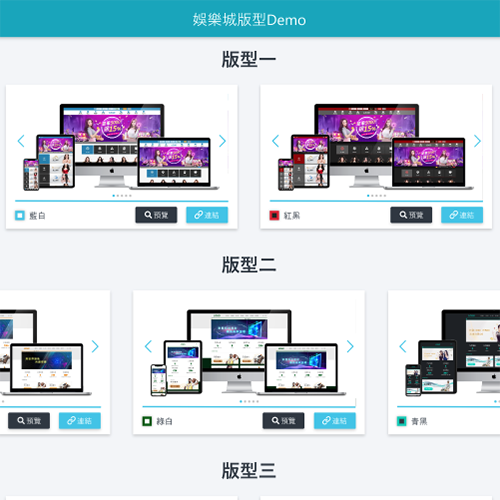 娛樂城版型Demo
版型一
藍白 預覽 連結
紅黑 預覽 連結
版型二
預覽 連結
綠白 預覽 連結
青黑
版型三